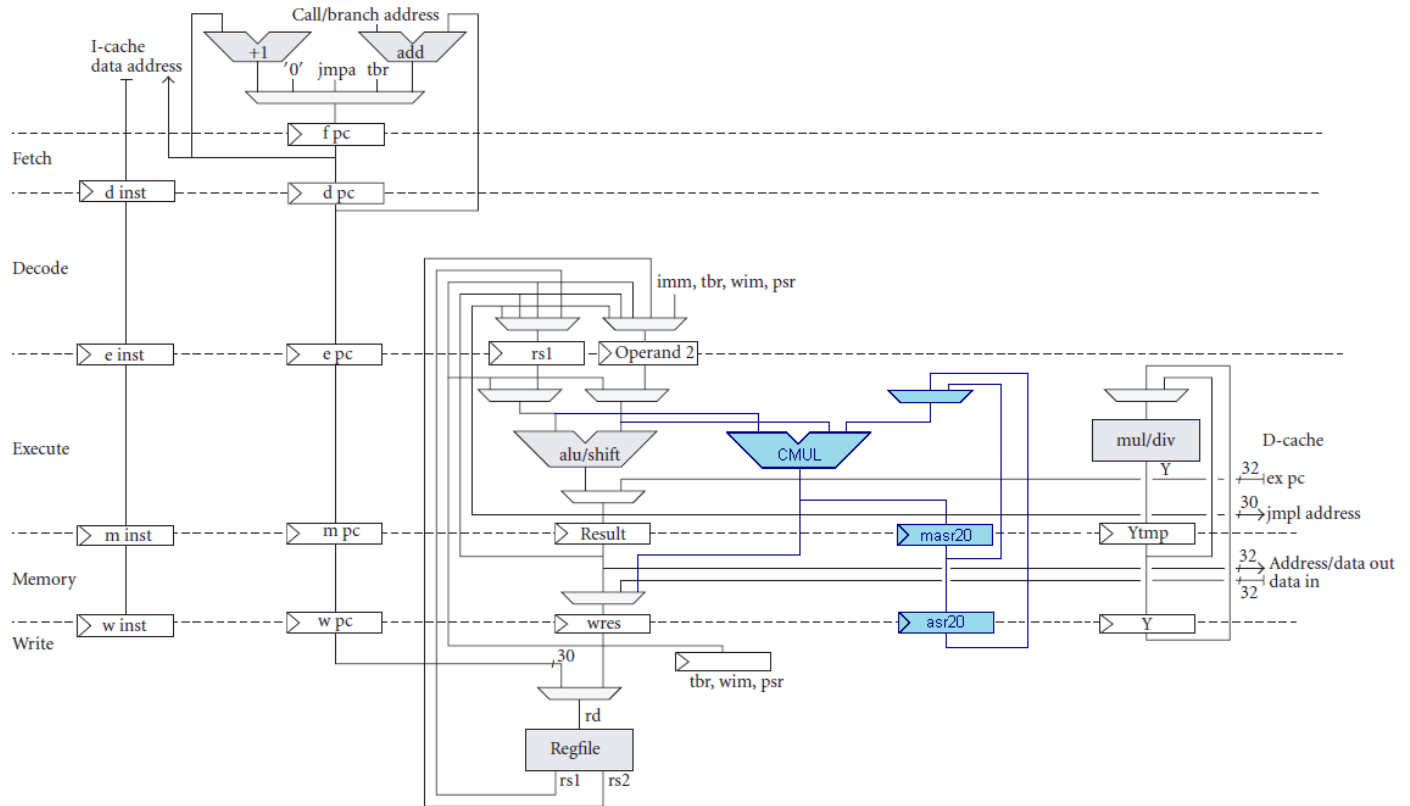 Call/branch address
I-cache
data address
+1
add
'0' jmpa tbr
f pc
Fetch
d inst
d pc
Decode
imm, tbr, wim, psr
e inst
e pc
rs1
Operand 2
Execute
alu/shift
CMUL
mul/div
D-cache
Y
32
ex pc
30
jmpl address
m inst
m pc
Result
masr20
Ytmp
Memory
32
Address/data out
data in
32
w inst
w pc
wres
asr20
Y
Write
30
tbr, wim, psr
rd
Regfile
rs1
rs2